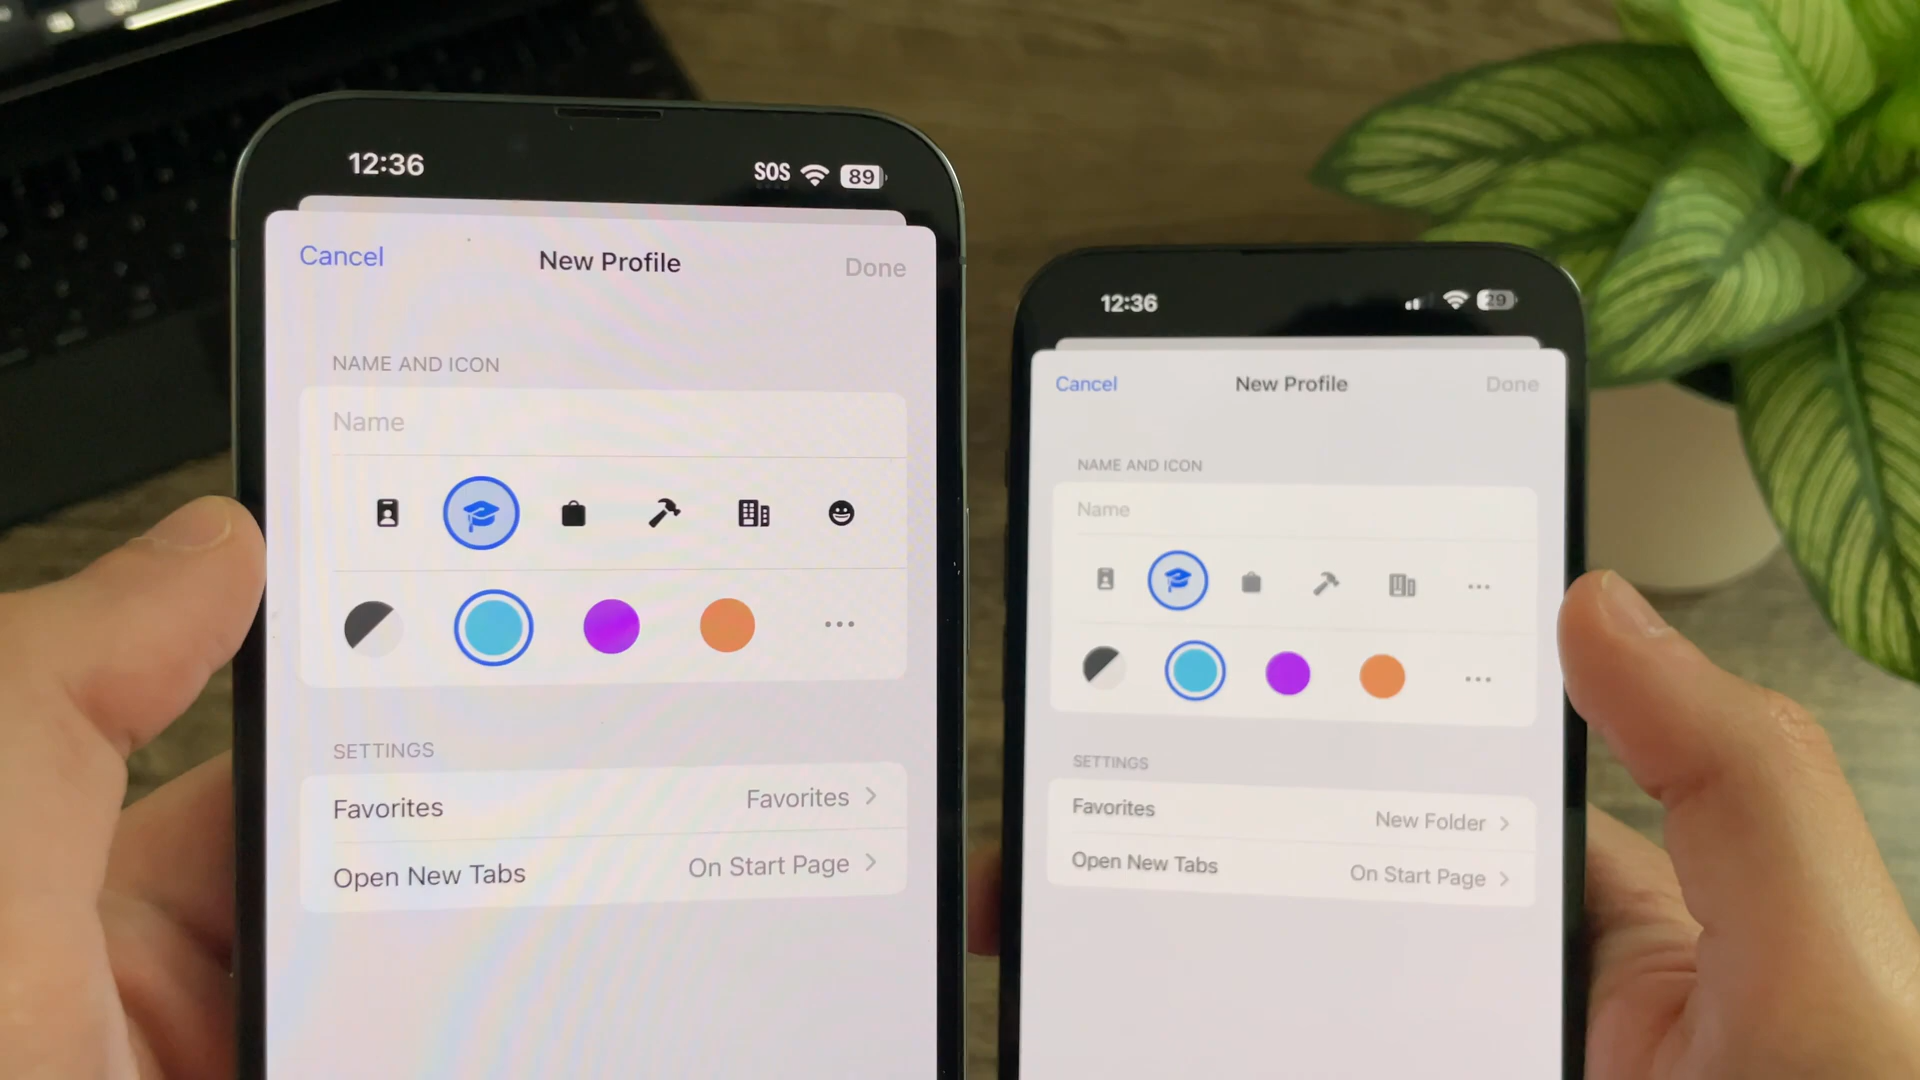 12:36 SOS 89
Cancel New Profile Done
NAME AND ICON
Name
SETTINGS
Favorites Favorites
Open New Tabs On Start Page
12:36 29
Cancel New Profile Done
NAME AND ICON
Name
SETTINGS
Favorites New Folder
Open New Tabs On Start Page